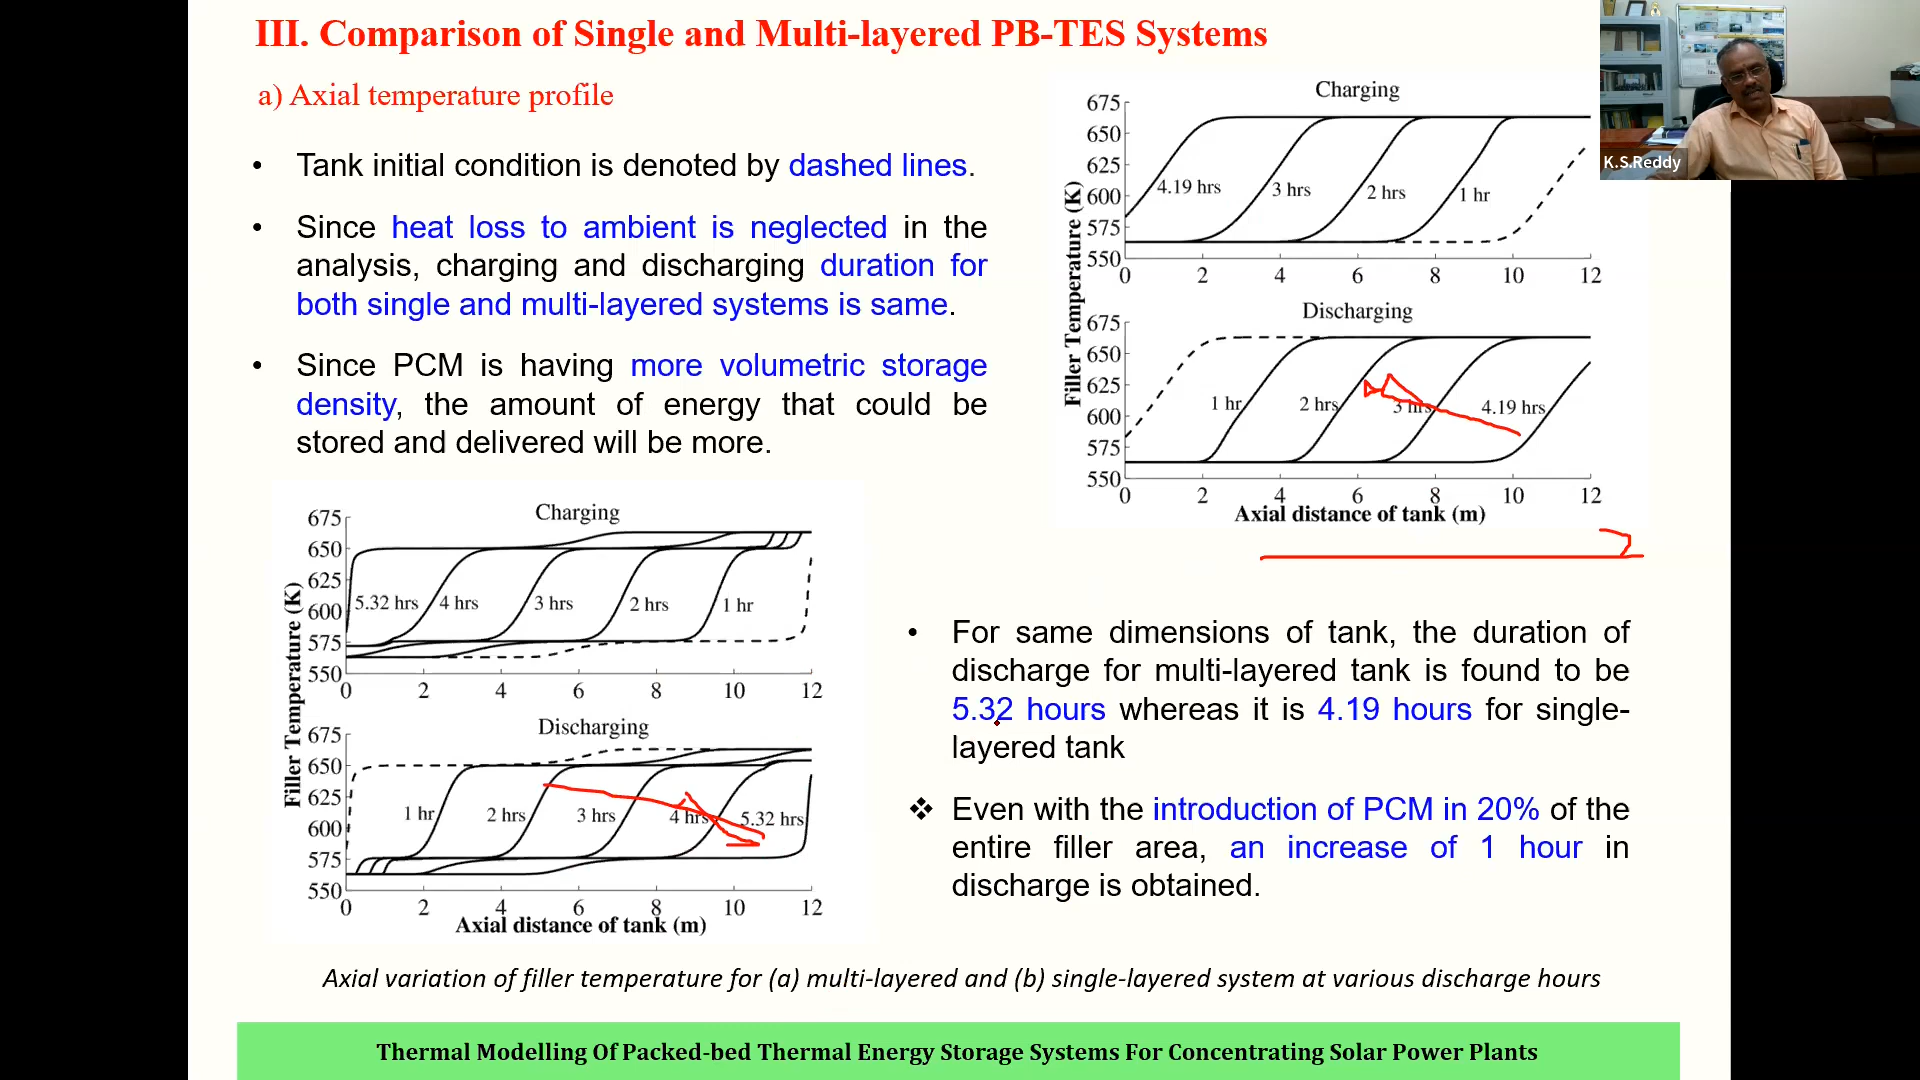 III. Comparison of Single and Multi-layered PB-TES Systems
a) Axial temperature profile
• Tank initial condition is denoted by dashed lines.
• Since heat loss to ambient is neglected in the
analysis, charging and discharging duration for
both single and multi-layered systems is same.
• Since PCM is having more volumetric storage
density, the amount of energy that could be
stored and delivered will be more.
Charging
675
650
625
600
575
550
4.19 hrs
3 hrs
2 hrs
1 hr
0 2 4 6 8 10 12
Discharging
675
650
625
600
575
550
1 hr
2 hrs
3 hrs
4.19 hrs
0 2 4 6 8 10 12
Filler Temperature (K)
Axial distance of tank (m)
K.S.Reddy
Charging
675
650
625
600
575
550
5.32 hrs
4 hrs
3 hrs
2 hrs
1 hr
0 2 4 6 8 10 12
Discharging
675
650
625
600
575
550
1 hr
2 hrs
3 hrs
4 hrs
5.32 hrs
0 2 4 6 8 10 12
Filler Temperature (K)
Axial distance of tank (m)
• For same dimensions of tank, the duration of
discharge for multi-layered tank is found to be
5.32 hours whereas it is 4.19 hours for single-
layered tank
❖ Even with the introduction of PCM in 20% of the
entire filler area, an increase of 1 hour in
discharge is obtained.
Axial variation of filler temperature for (a) multi-layered and (b) single-layered system at various discharge hours
Thermal Modelling Of Packed-bed Thermal Energy Storage Systems For Concentrating Solar Power Plants